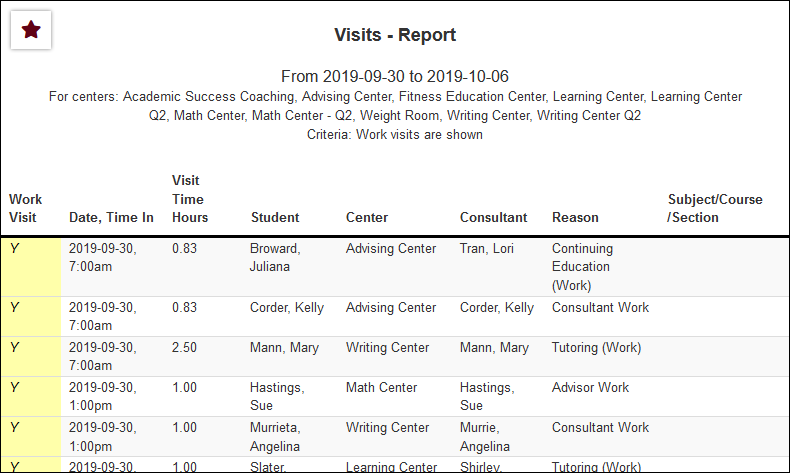 Visits - Report
From 2019-09-30 to 2019-10-06
For centers: Academic Success Coaching, Advising Center, Fitness Education Center, Learning Center, Learning Center
Q2, Math Center, Math Center - Q2, Weight Room, Writing Center, Writing Center Q2
Criteria: Work visits are shown
Visit
Work Time Subject/Course
Visit Date, Time In Hours Student Center Consultant Reason /Section
Y 2019-09-30, 0.83 Broward, Advising Center Tran, Lori Continuing
7:00am Juliana Education
(Work)
Y 2019-09-30, 0.83 Corder, Kelly Advising Center Corder, Kelly Consultant Work
7:00am
Y 2019-09-30, 2.50 Mann, Mary Writing Center Mann, Mary Tutoring (Work)
7:00am
Y 2019-09-30, 1.00 Hastings, Math Center Hastings, Advisor Work
1:00pm Sue Sue
Y 2019-09-30, 1.00 Murrieta, Writing Center Murrie, Consultant Work
1:00pm Angelina Angelina
Y 2019-09-30, 1.00 Slater, Learning Center Shirley, Tutoring (Work)